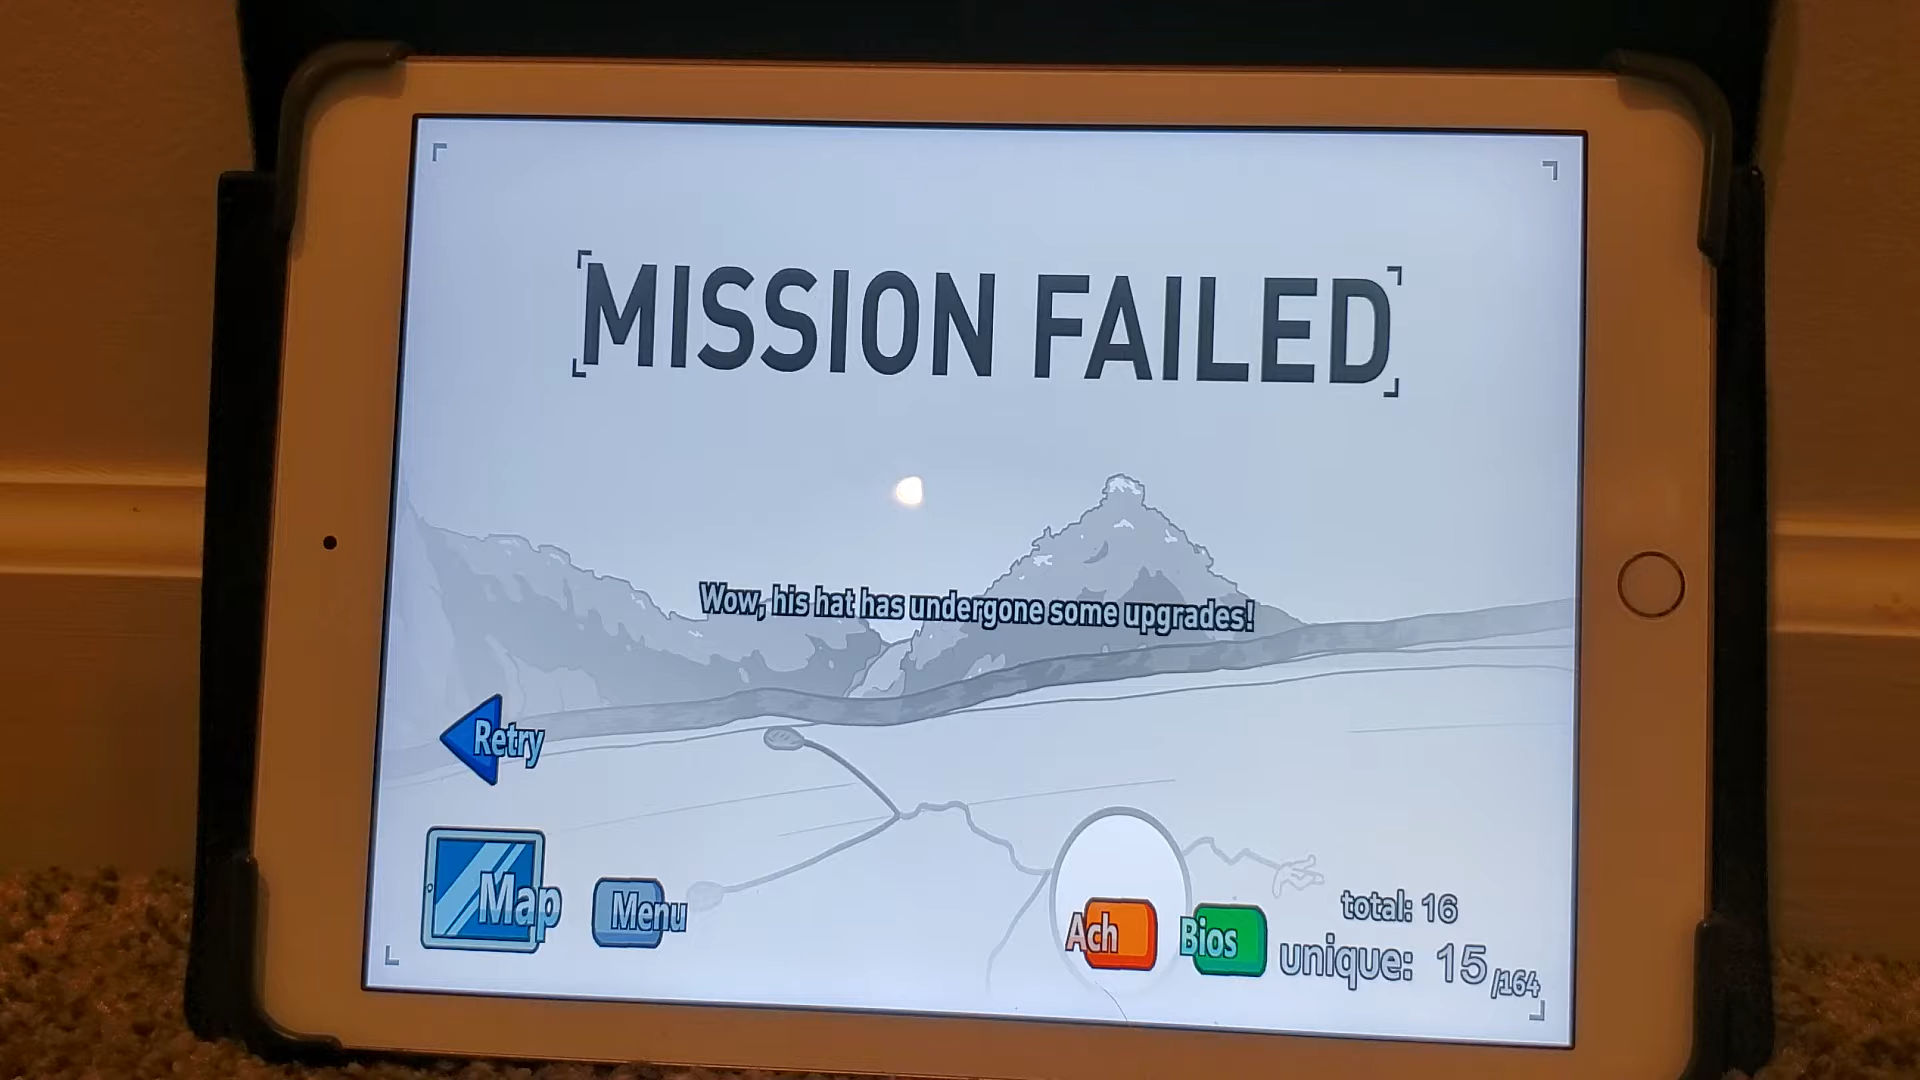 MISSION FAILED
Wow, his hat has undergone some upgrades!
Retry
Map
Menu
Ach
Bios
total: 16
unique: 15/164